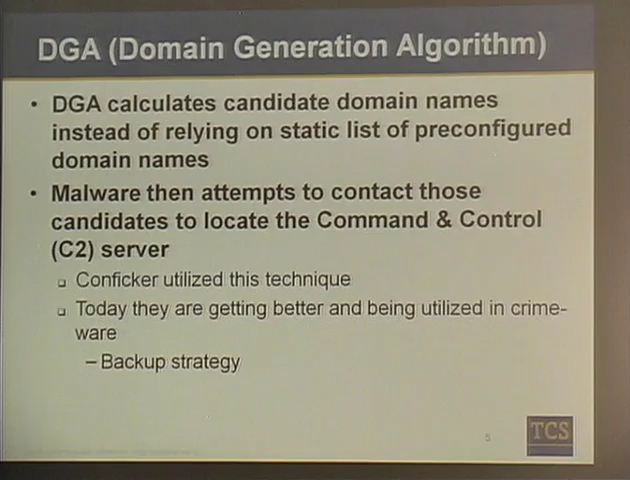 DGA (Domain Generation Algorithm)
• DGA calculates candidate domain names
instead of relying on static list of preconfigured
domain names
• Malware then attempts to contact those
candidates to locate the Command & Control
(C2) server
Conficker utilized this technique
Today they are getting better and being utilized in crime-
ware
– Backup strategy
5
TCS